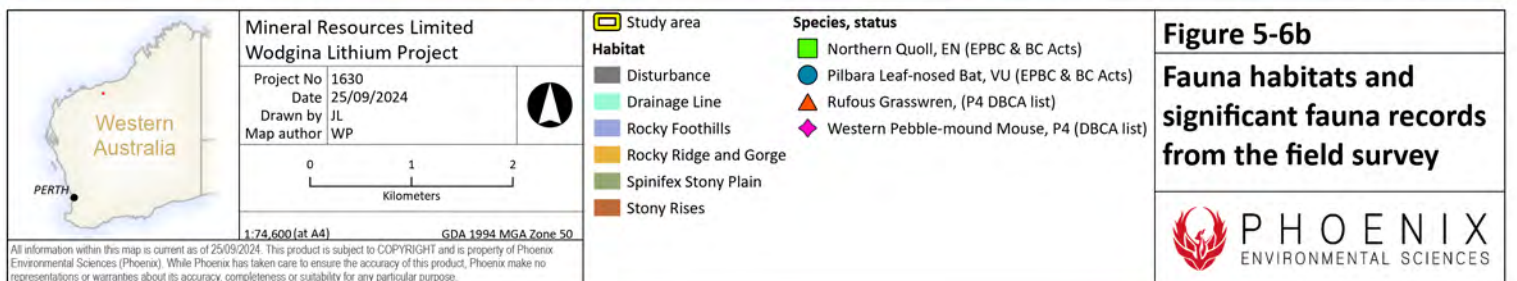 Western
Australia
PERTH
Mineral Resources Limited
Wodgina Lithium Project
Project No 1630
Date 25/09/2024
Drawn by JL
Map author WP
0 1 2
Kilometers
1:74,600 (at A4) GDA 1994 MGA Zone 50
All information within this map is current as of 25/09/2024. This product is subject to COPYRIGHT and is property of Phoenix
Environmental Sciences (Phoenix). While Phoenix has taken care to ensure the accuracy of this product, Phoenix make no
representations or warranties about its accuracy, completeness or suitability for any particular purpose.
Study area
Habitat
Disturbance
Drainage Line
Rocky Foothills
Rocky Ridge and Gorge
Spinifex Stony Plain
Stony Rises
Species, status
Northern Quoll, EN (EPBC & BC Acts)
Pilbara Leaf-nosed Bat, VU (EPBC & BC Acts)
Rufous Grasswren, (P4 DBCA list)
Western Pebble-mound Mouse, P4 (DBCA list)
Figure 5-6b
Fauna habitats and
significant fauna records
from the field survey
PHOENIX
ENVIRONMENTAL SCIENCES